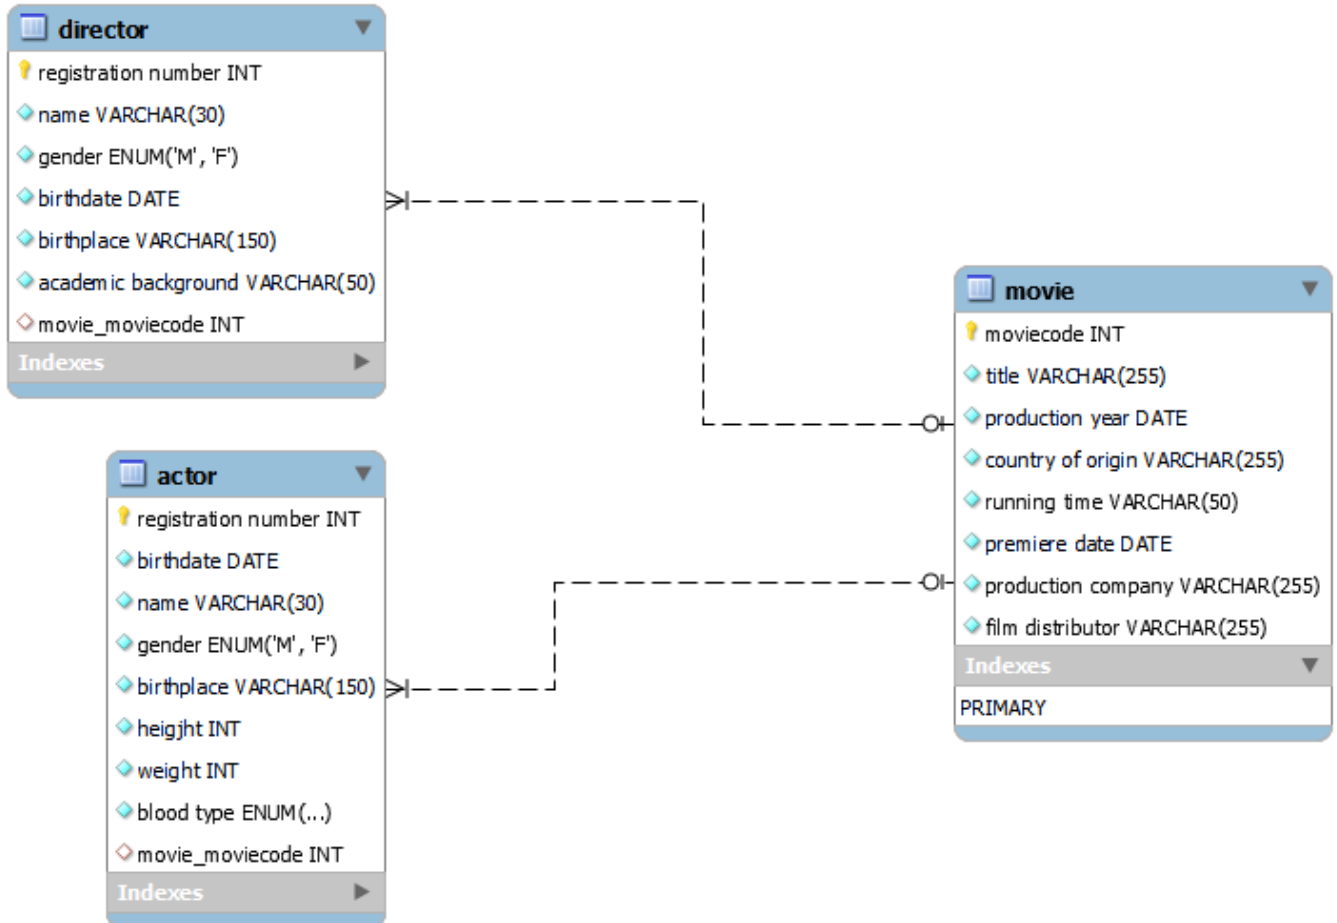 director
registration number INT
name VARCHAR(30)
gender ENUM('M', 'F')
birthdate DATE
birthplace VARCHAR(150)
academic background VARCHAR(50)
movie_moviecode INT
Indexes
actor
registration number INT
birthdate DATE
name VARCHAR(30)
gender ENUM('M', 'F')
birthplace VARCHAR(150)
heigjht INT
weight INT
blood type ENUM(...)
movie_moviecode INT
Indexes
movie
moviecode INT
title VARCHAR(255)
production year DATE
country of origin VARCHAR(255)
running time VARCHAR(50)
premiere date DATE
production company VARCHAR(255)
film distributor VARCHAR(255)
Indexes
PRIMARY